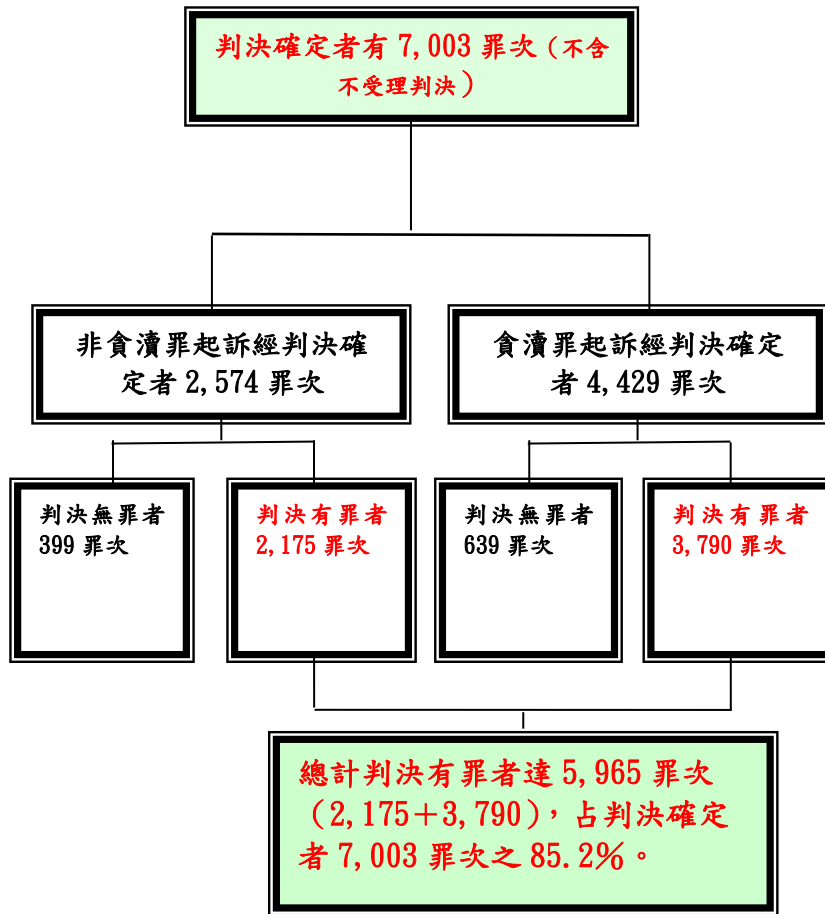 判決確定者有 7,003 罪次（不含
不受理判決）
非貪瀆罪起訴經判決確
定者 2,574 罪次
貪瀆罪起訴經判決確定
者 4,429 罪次
判決無罪者
399 罪次
判決有罪者
2,175 罪次
判決無罪者
639 罪次
判決有罪者
3,790 罪次
總計判決有罪者達 5,965 罪次
（2,175＋3,790），占判決確定
者 7,003 罪次之 85.2％。